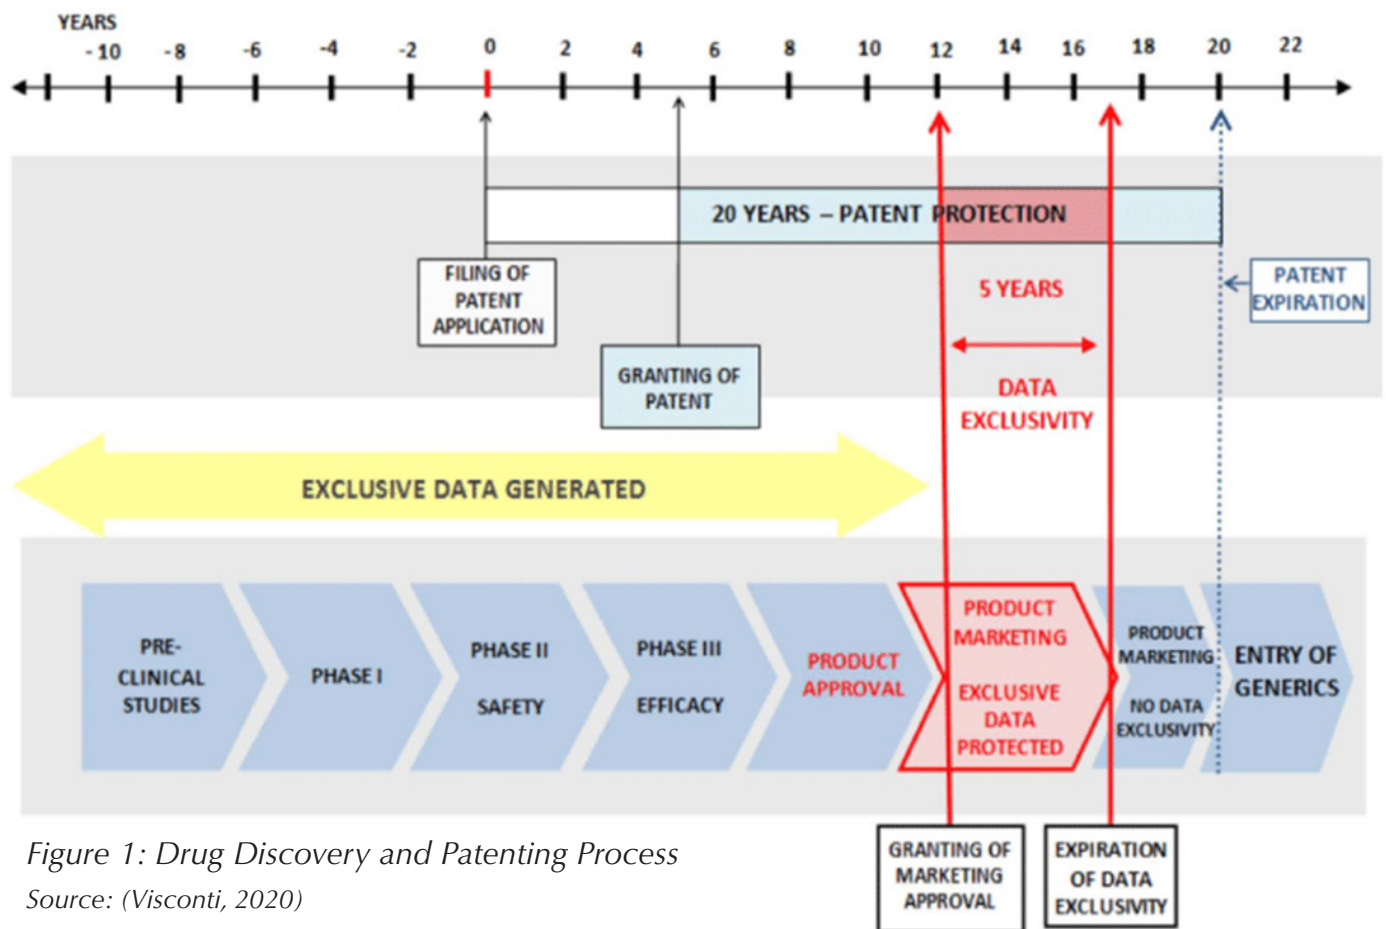 YEARS
- 10 -8 -6 -4 -2 0 2 4 6 8 10 12 14 16 18 20 22
20 YEARS – PATENT PROTECTION
FILING OF
PATENT
APPLICATION
5 YEARS
PATENT
EXPIRATION
GRANTING OF
PATENT
DATA
EXCLUSIVITY
EXCLUSIVE DATA GENERATED
PRE-
CLINICAL
STUDIES
PHASE I
PHASE II
SAFETY
PHASE III
EFFICACY
PRODUCT
APPROVAL
PRODUCT
MARKETING
EXCLUSIVE
DATA
PROTECTED
PRODUCT
MARKETING
NO DATA
EXCLUSIVITY
ENTRY OF
GENERICS
GRANTING OF
MARKETING
APPROVAL
EXPIRATION
OF DATA
EXCLUSIVITY
Figure 1: Drug Discovery and Patenting Process
Source: (Visconti, 2020)